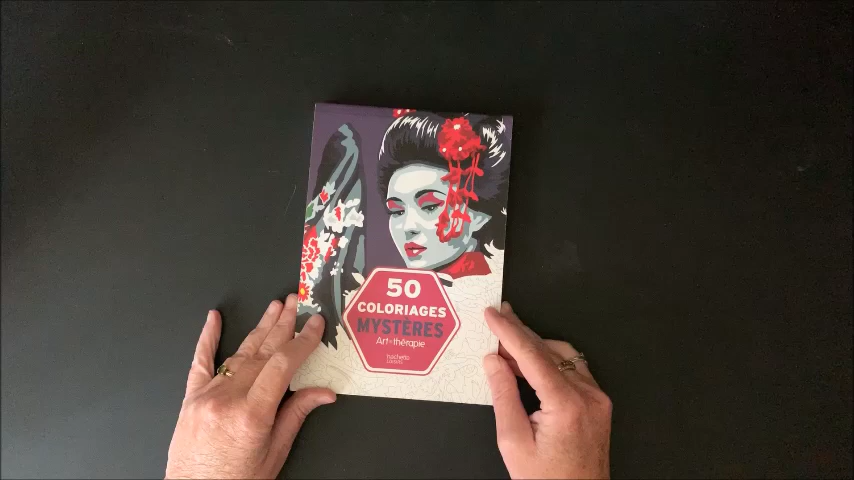 50
COLORIAGES
MYSTÈRES
Art-thérapie
hachette